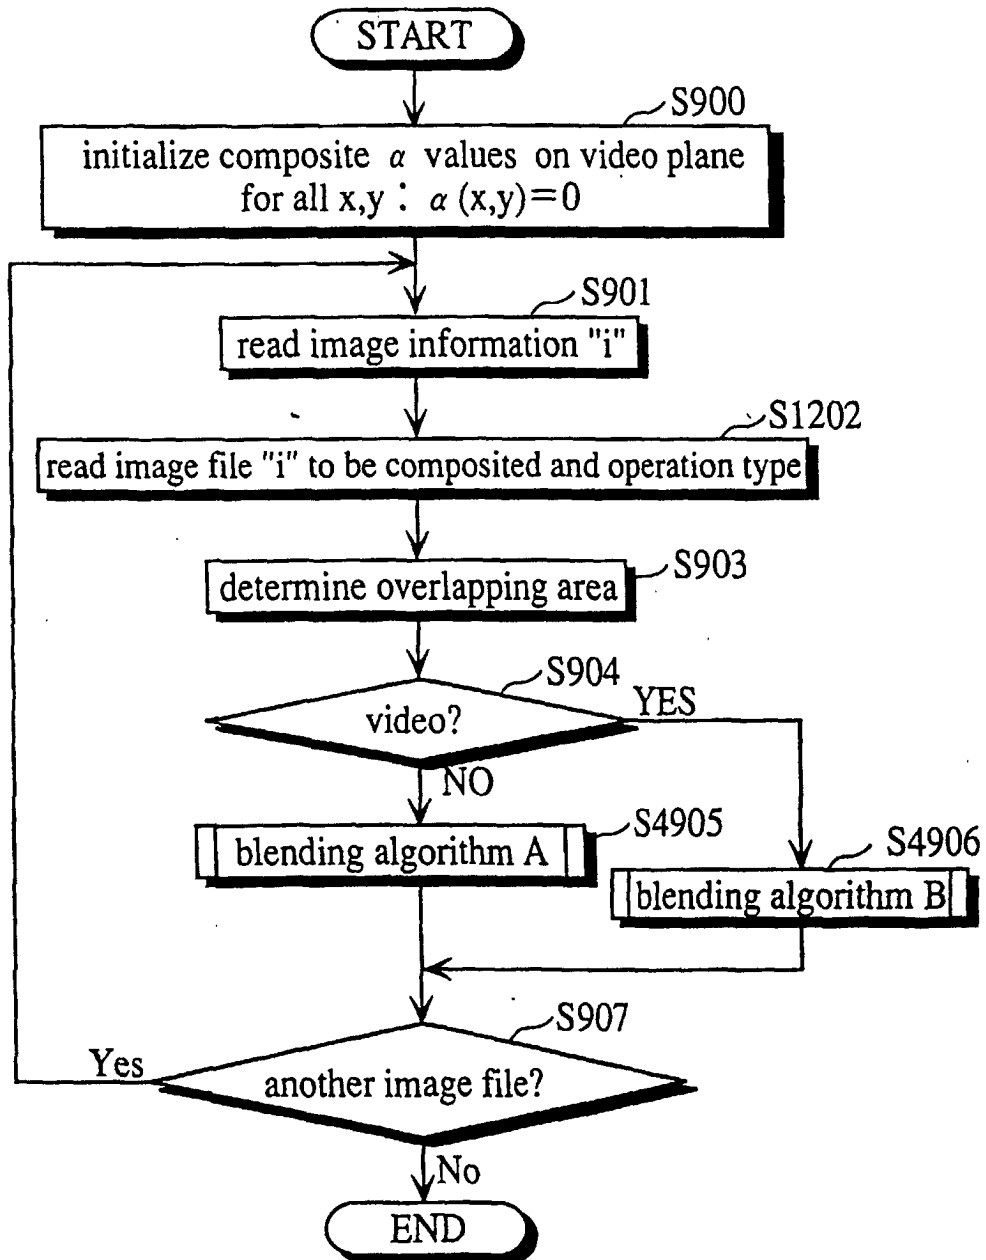 START
S900
initialize composite α values on video plane
for all x,y : α (x,y)=0
S901
read image information "i"
S1202
read image file "i" to be composited and operation type
S903
determine overlapping area
S904
video?
YES
NO
S4905
blending algorithm A
S4906
blending algorithm B
S907
another image file?
Yes
No
END